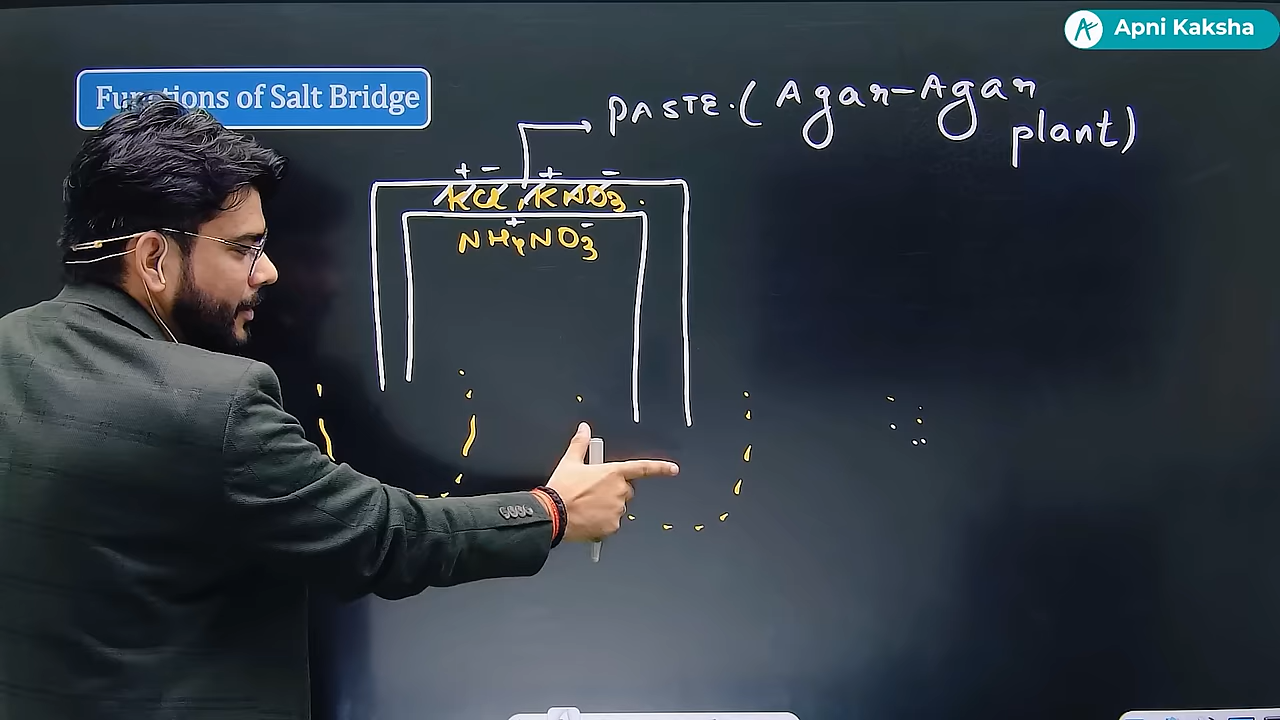 Apni Kaksha
Functions of Salt Bridge
PASTE. (Agar-Agar
plant)
+ - + -
KCl, KNO3.
+ -
NH4NO3